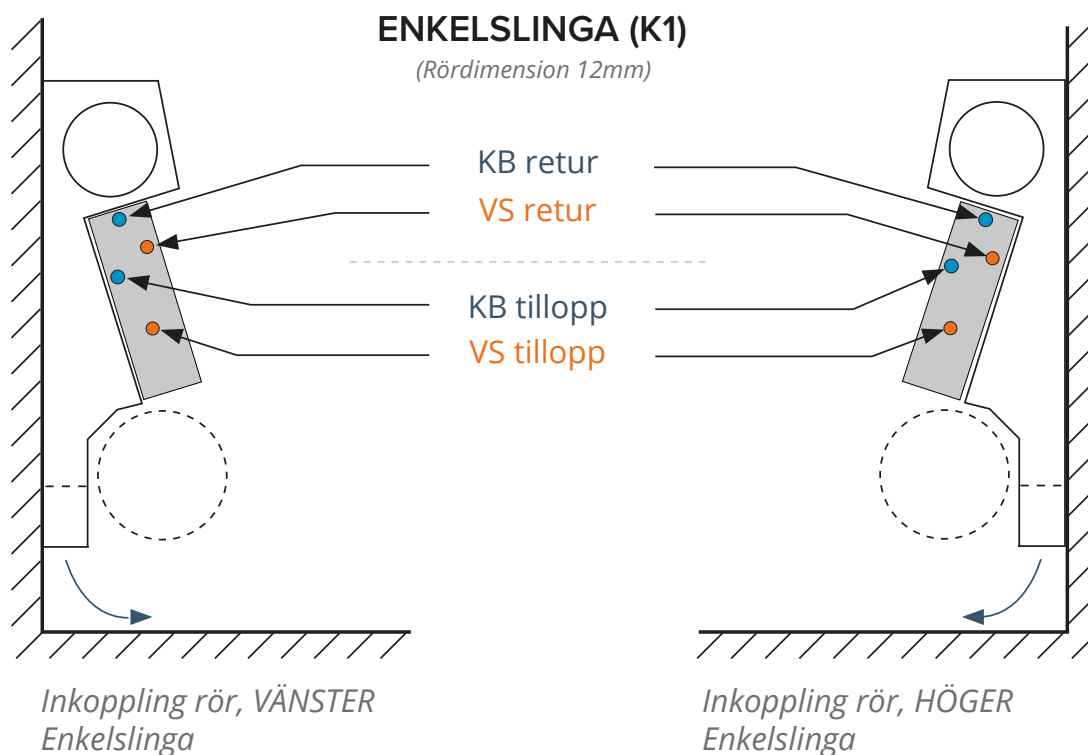 ENKELSLINGA (K1)
(Rördimension 12mm)
KB retur
VS retur
KB tillopp
VS tillopp
Inkoppling rör, VÄNSTER
Enkelslinga
Inkoppling rör, HÖGER
Enkelslinga